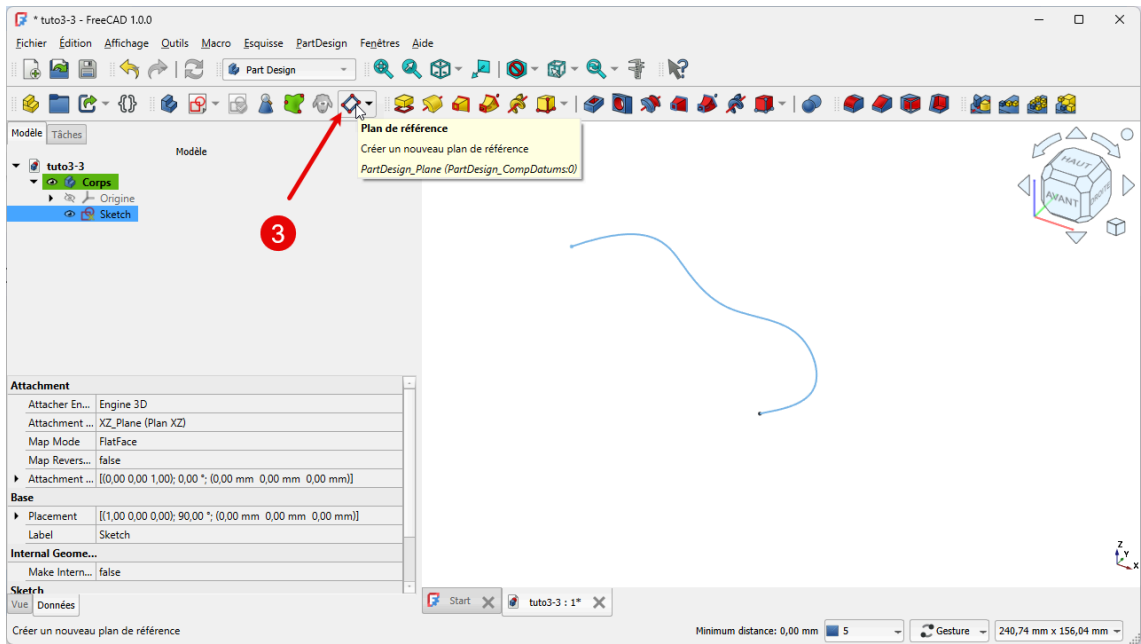 * tuto3-3 - FreeCAD 1.0.0
Fichier Édition Affichage Outils Macro Esquisse PartDesign Fenêtres Aide
Part Design
Modèle Tâches
Plan de référence
Créer un nouveau plan de référence
PartDesign_Plane (PartDesign_CompDatums:0)
Modèle
tuto3-3
Corps
Origine
Sketch
3
HAUT
AVANT
DROITE
Attachment
Attacher En... Engine 3D
Attachment ... XZ_Plane (Plan XZ)
Map Mode FlatFace
Map Revers... false
Attachment ... [(0,00 0,00 1,00); 0,00 °; (0,00 mm 0,00 mm 0,00 mm)]
Base
Placement [(1,00 0,00 0,00); 90,00 °; (0,00 mm 0,00 mm 0,00 mm)]
Label Sketch
Internal Geome...
Make Intern... false
Sketch
Z
Y
X
Vue Données
Start tuto3-3 : 1*
Créer un nouveau plan de référence
Minimum distance: 0,00 mm 5 Gesture 240,74 mm x 156,04 mm